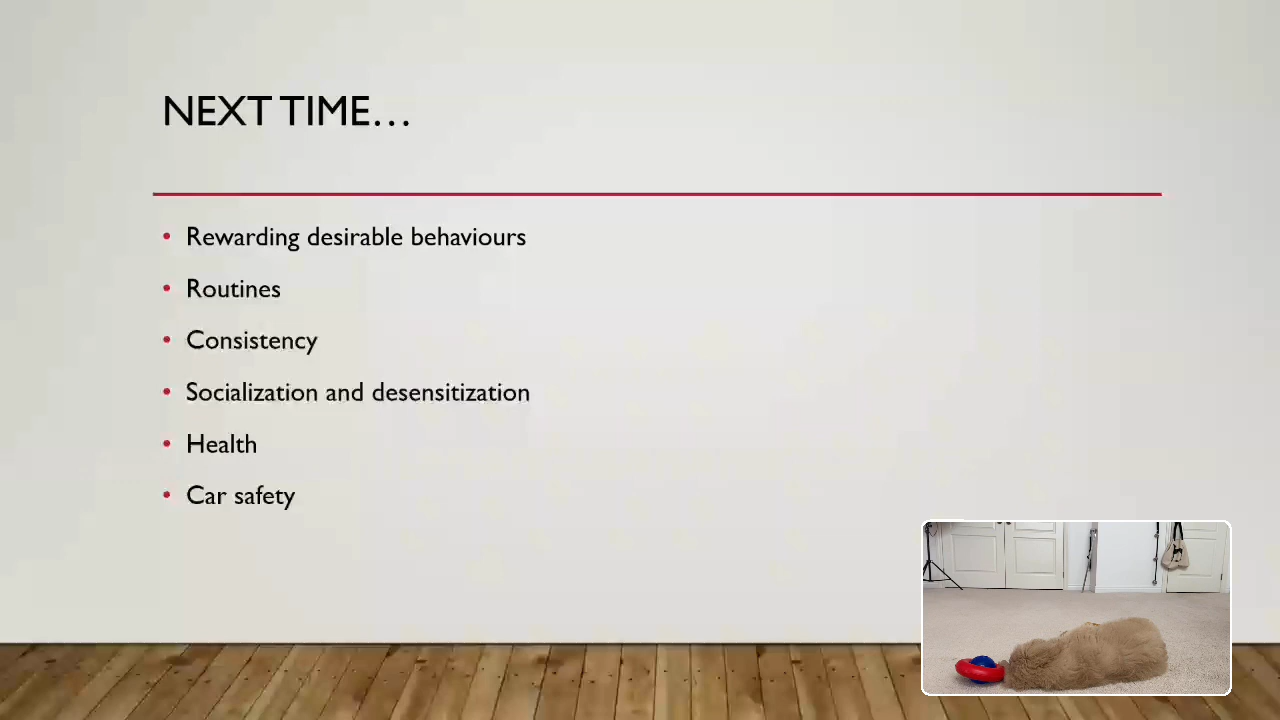 NEXT TIME…
• Rewarding desirable behaviours
• Routines
• Consistency
• Socialization and desensitization
• Health
• Car safety